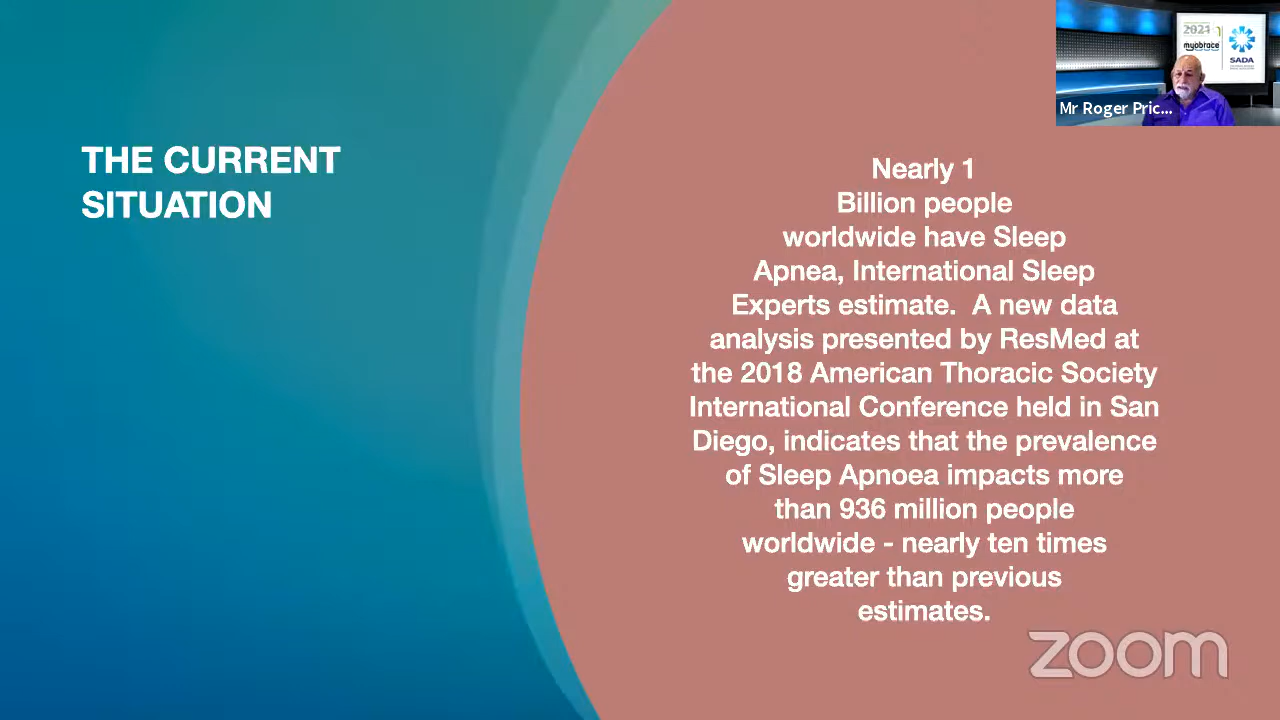 2021
myobrace
SADA
Mr Roger Pric...
THE CURRENT
SITUATION
Nearly 1
Billion people
worldwide have Sleep
Apnea, International Sleep
Experts estimate.  A new data
analysis presented by ResMed at
the 2018 American Thoracic Society
International Conference held in San
Diego, indicates that the prevalence
of Sleep Apnoea impacts more
than 936 million people
worldwide - nearly ten times
greater than previous
estimates.
zoom